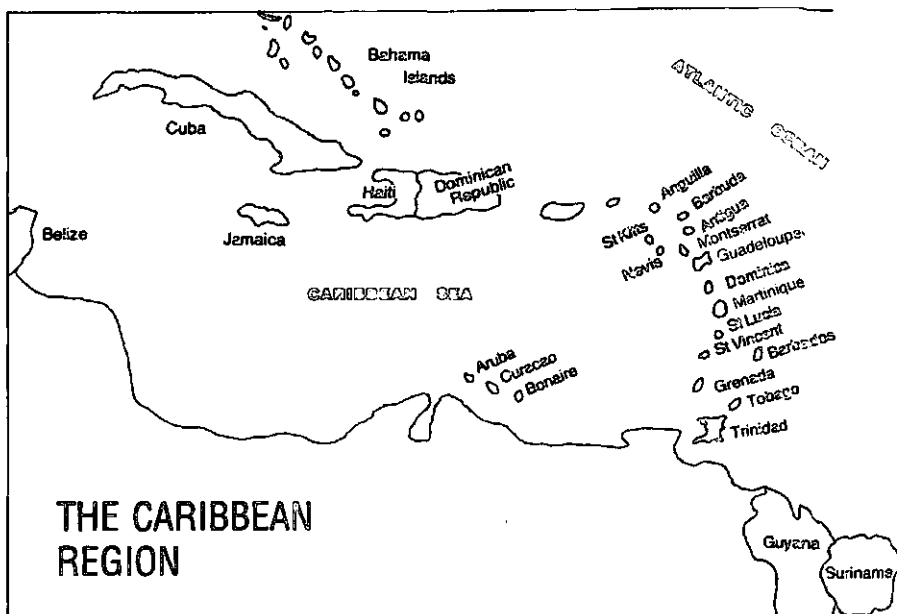 Bahama
Islands
ATLANTIC OCEAN
Cuba
Haiti
Dominican
Republic
Anguilla
Barbuda
Antigua
Montserrat
St Kitts
Nevis
Guadeloupe
Belize
Jamaica
CARIBBEAN SEA
Dominica
Martinique
St Lucia
St Vincent
Barbados
Aruba
Curacao
Bonaire
Grenada
Tobago
Trinidad
THE CARIBBEAN
REGION
Guyana
Suriname